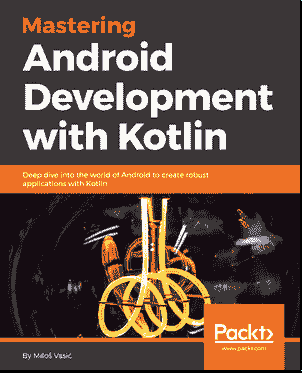 Mastering
Android
Development
with Kotlin
Deep dive into the world of Android to create robust
applications with Kotlin
Packt>
www.packt.com
By Miloš Vasić